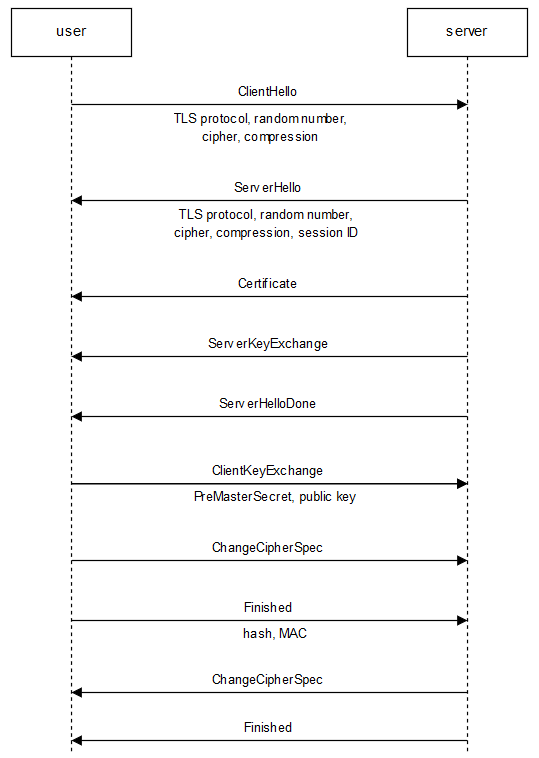 user
server
ClientHello
TLS protocol, random number,
cipher, compression
ServerHello
TLS protocol, random number,
cipher, compression, session ID
Certificate
ServerKeyExchange
ServerHelloDone
ClientKeyExchange
PreMasterSecret, public key
ChangeCipherSpec
Finished
hash, MAC
ChangeCipherSpec
Finished